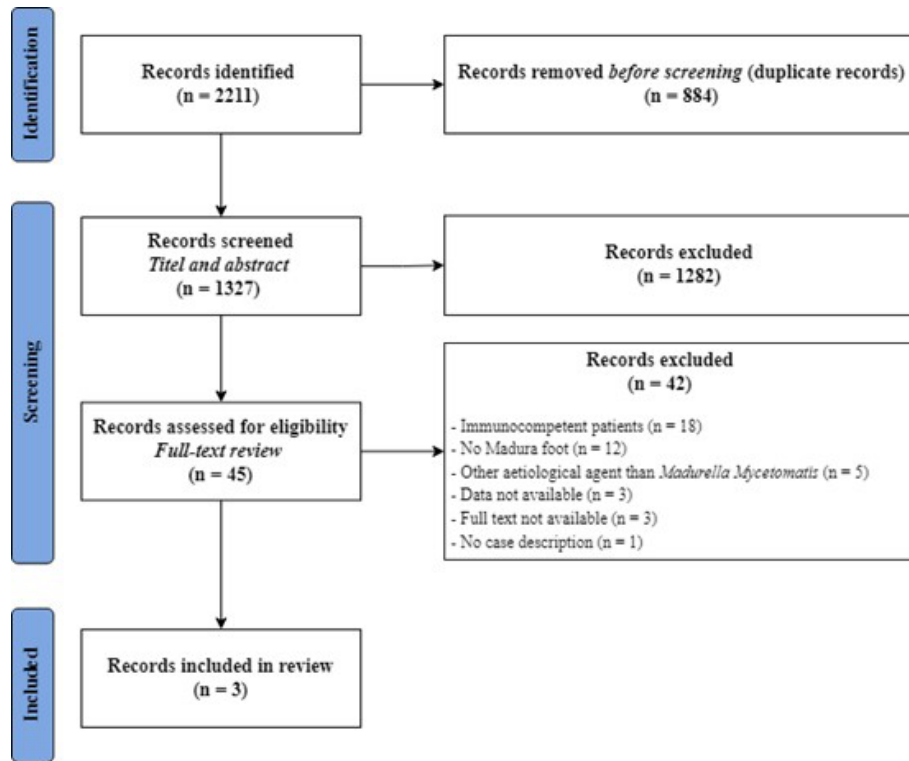 Identification
Records identified
(n = 2211)
Records removed before screening (duplicate records)
(n = 884)
Screening
Records screened
Titel and abstract
(n = 1327)
Records excluded
(n = 1282)
Records assessed for eligibility
Full-text review
(n = 45)
Records excluded
(n = 42)
- Immunocompetent patients (n = 18)
- No Madura foot (n = 12)
- Other aetiological agent than Madurella Mycetomatis (n = 5)
- Data not available (n = 3)
- Full text not available (n = 3)
- No case description (n = 1)
Included
Records included in review
(n = 3)